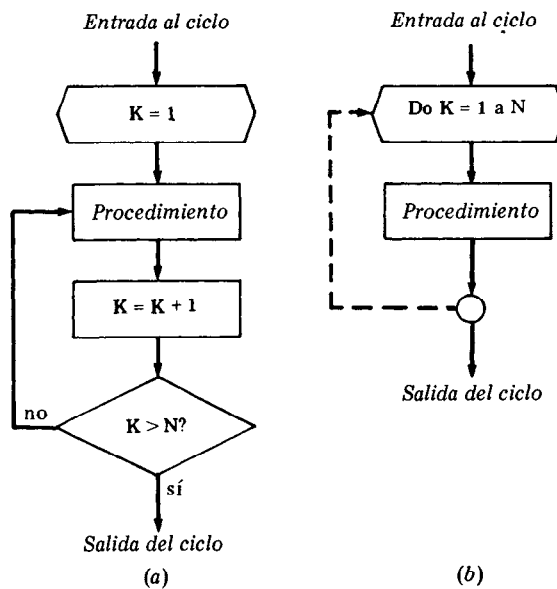 Entrada al ciclo
K = 1
Procedimiento
K = K + 1
K > N?
no
sí
Salida del ciclo
(a)
Entrada al ciclo
Do K = 1 a N
Procedimiento
Salida del ciclo
(b)